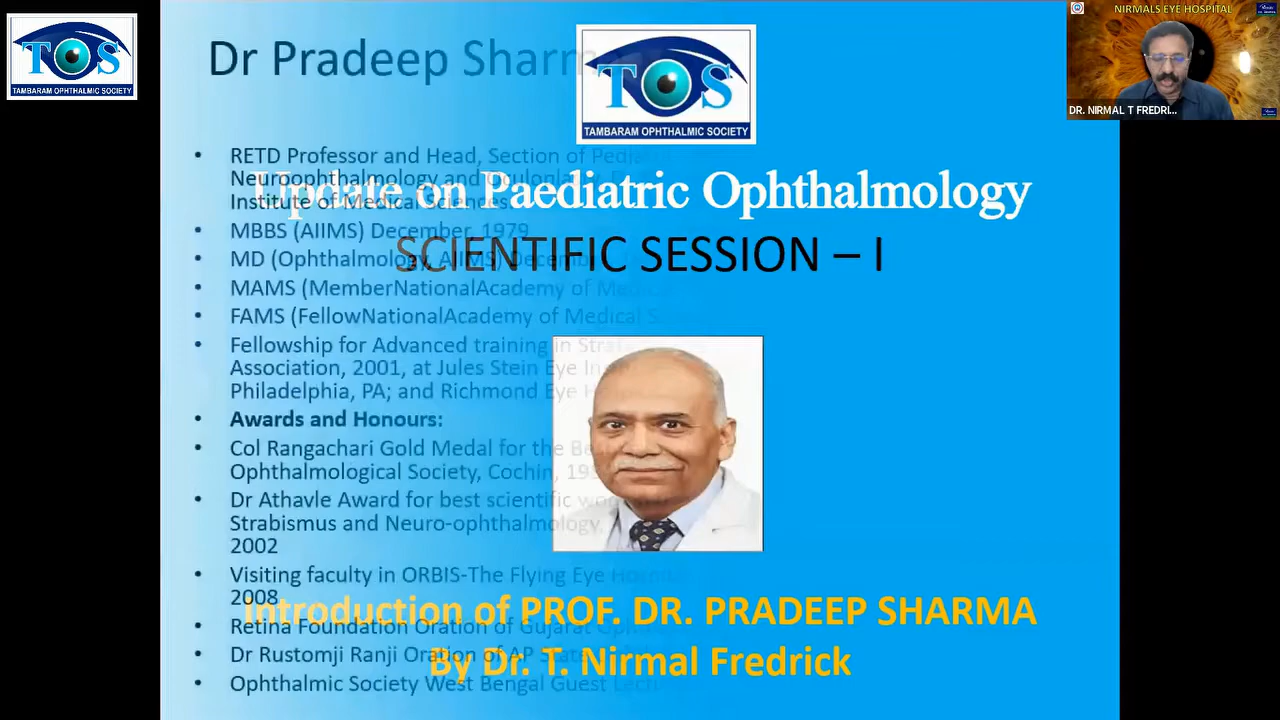 TOS
TAMBARAM OPHTHALMIC SOCIETY
Dr Pradeep Sharma
TOS
TAMBARAM OPHTHALMIC SOCIETY
NIRMALS EYE HOSPITAL
DR. NIRMAL T FREDRI...
Update on Paediatric Ophthalmology
SCIENTIFIC SESSION – I
• RETD Professor and Head, Section of
Neuroophthalmology and
Institute of Medical Sciences
• MBBS (AIIMS) December, 1979
• MD (Ophthalmology, AIIMS)
• MAMS (MemberNationalAcademy of
• FAMS (FellowNationalAcademy of Medical
• Fellowship for Advanced training in
Association, 2001, at Jules Stein Eye
Philadelphia, PA; and Richmond Eye
• Awards and Honours:
• Col Rangachari Gold Medal for the
Ophthalmological Society, Cochin,
• Dr Athavle Award for best scientific
Strabismus and Neuro-ophthalmology,
2002
• Visiting faculty in ORBIS-The Flying Eye
2008
• Retina Foundation Oration of Gujarat
• Dr Rustomji Ranji Oration of AP
• Ophthalmic Society West Bengal Guest
Introduction of PROF. DR. PRADEEP SHARMA
By Dr. T. Nirmal Fredrick